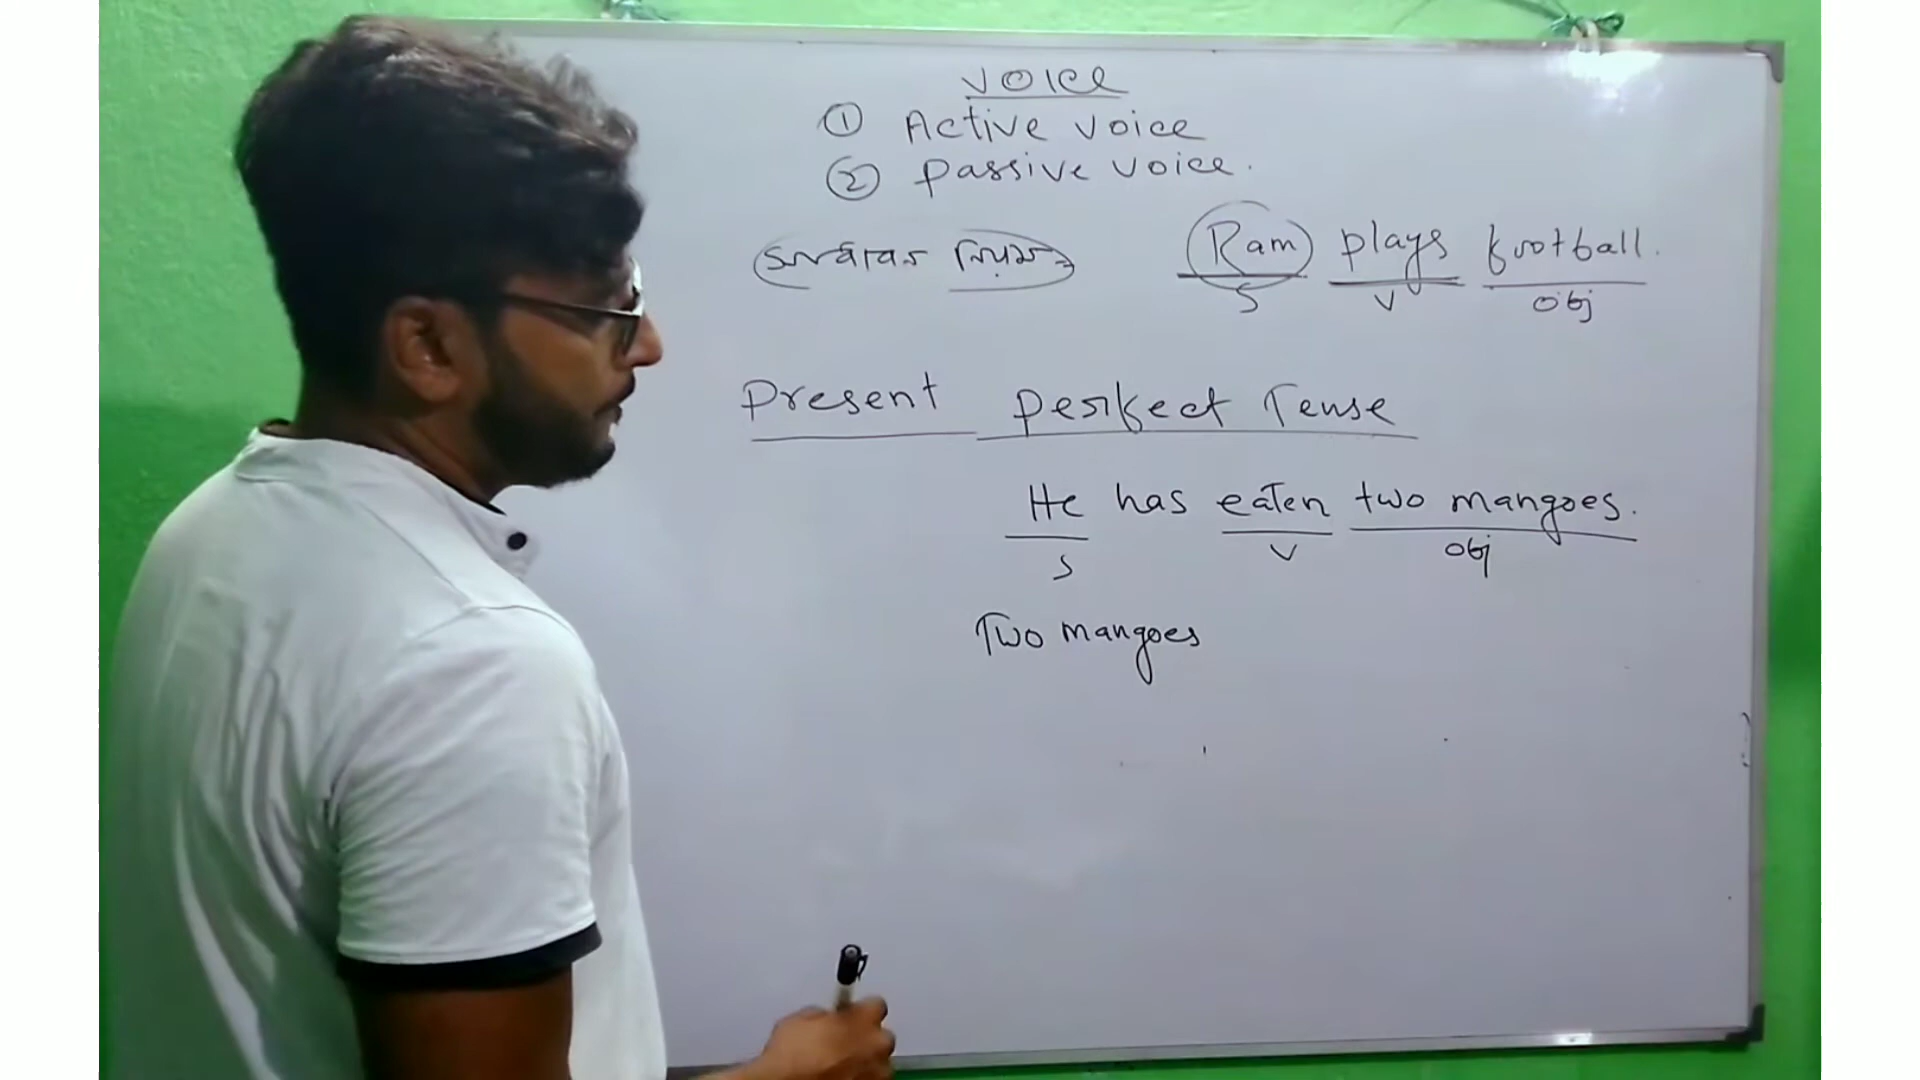 VOICE
① Active voice
② Passive voice.
Ram plays football.
S V obj
Present Perfect Tense
He has eaten two mangoes.
S V obj
Two mangoes